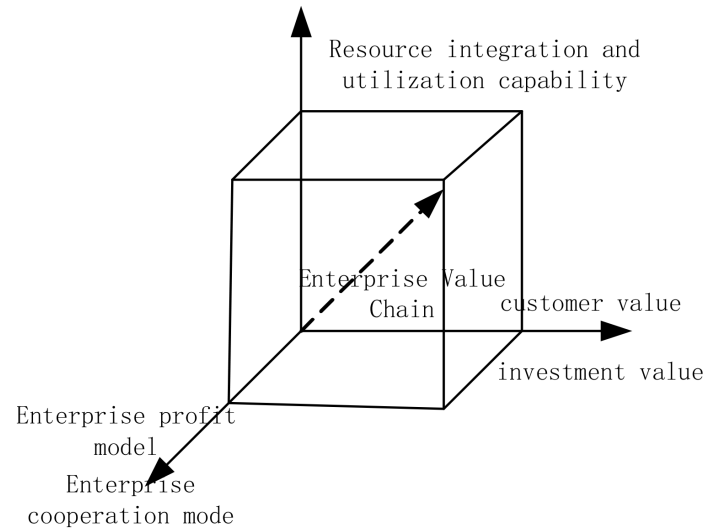 Resource integration and
utilization capability
Enterprise Value
Chain
customer value
investment value
Enterprise profit
model
Enterprise
cooperation mode